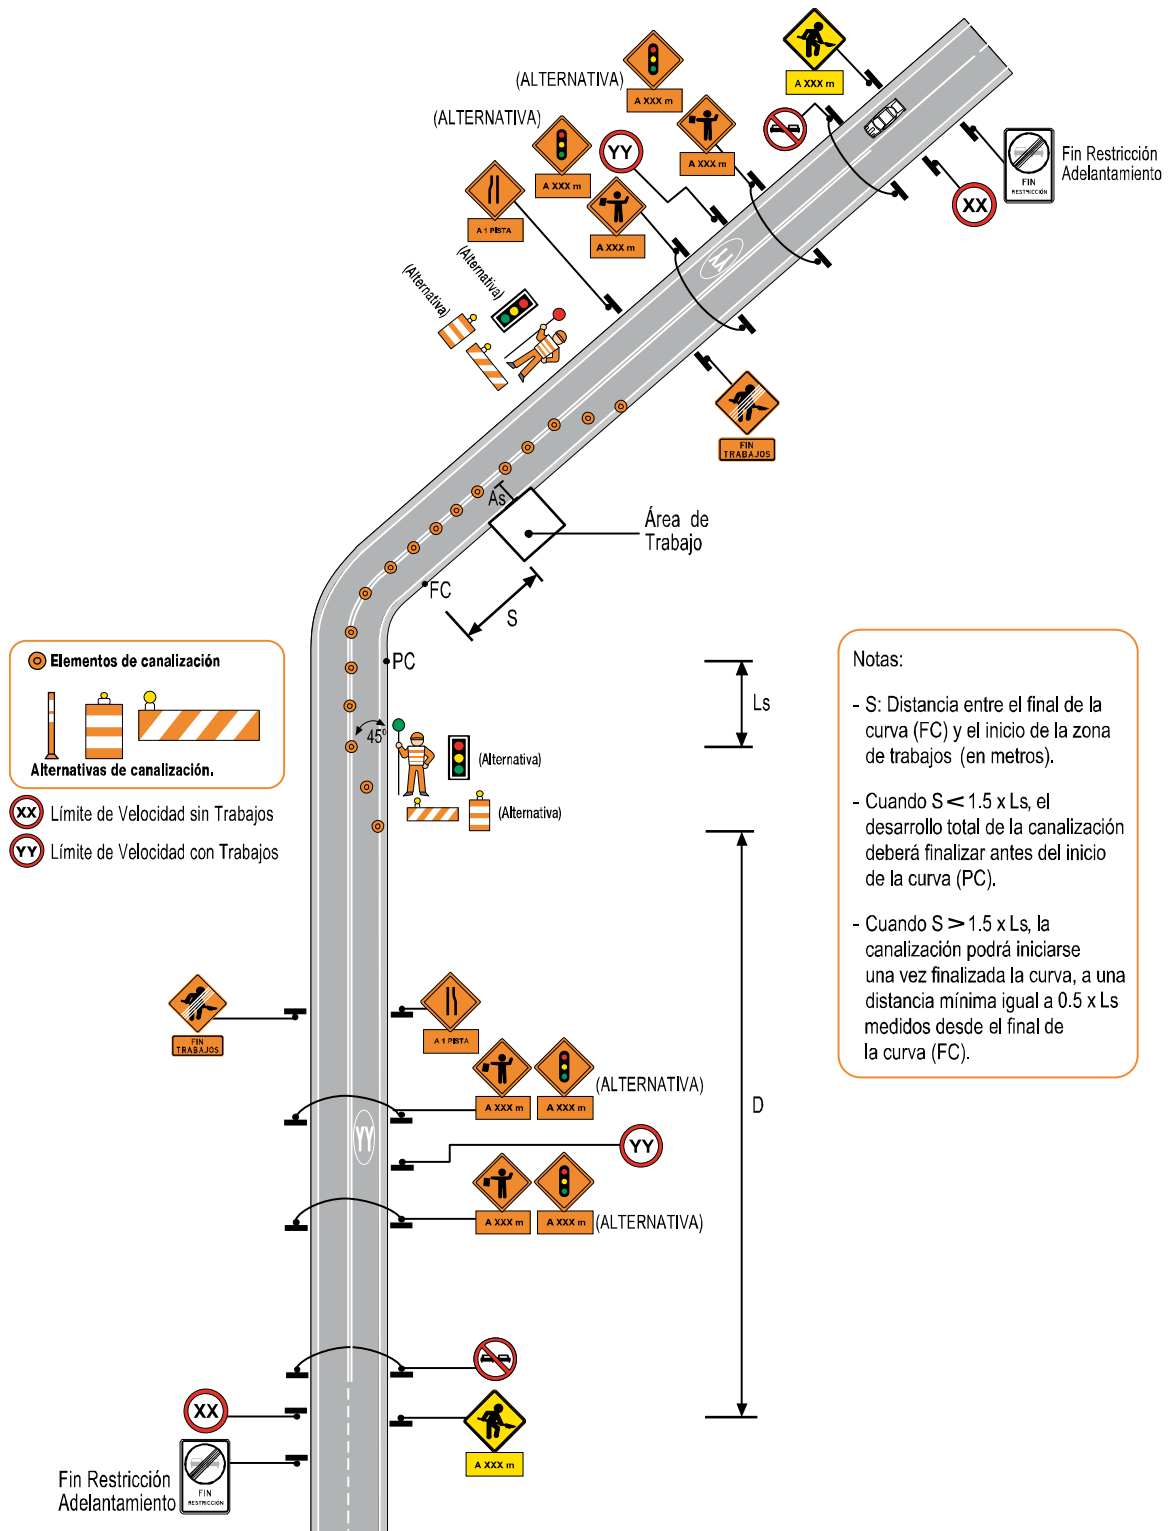 (ALTERNATIVA)
A XXX m
A XXX m
(ALTERNATIVA)
A XXX m
YY
A XXX m
Fin Restricción
Adelantamiento
FIN
RESTRICCIÓN
XX
A 1 PISTA
A XXX m
(Alternativa)
(Alternativa)
YY
FIN
TRABAJOS
As
Área de
Trabajo
FC
S
PC
Elementos de canalización
Alternativas de canalización.
XX Límite de Velocidad sin Trabajos
YY Límite de Velocidad con Trabajos
Ls
45º
(Alternativa)
(Alternativa)
Notas:
- S: Distancia entre el final de la
curva (FC) y el inicio de la zona
de trabajos (en metros).
- Cuando S < 1.5 x Ls, el
desarrollo total de la canalización
deberá finalizar antes del inicio
de la curva (PC).
- Cuando S > 1.5 x Ls, la
canalización podrá iniciarse
una vez finalizada la curva, a una
distancia mínima igual a 0.5 x Ls
medidos desde el final de
la curva (FC).
FIN
TRABAJOS
A 1 PISTA
A XXX m
A XXX m
(ALTERNATIVA)
D
YY
YY
A XXX m
A XXX m
(ALTERNATIVA)
XX
A XXX m
Fin Restricción
Adelantamiento
FIN
RESTRICCIÓN